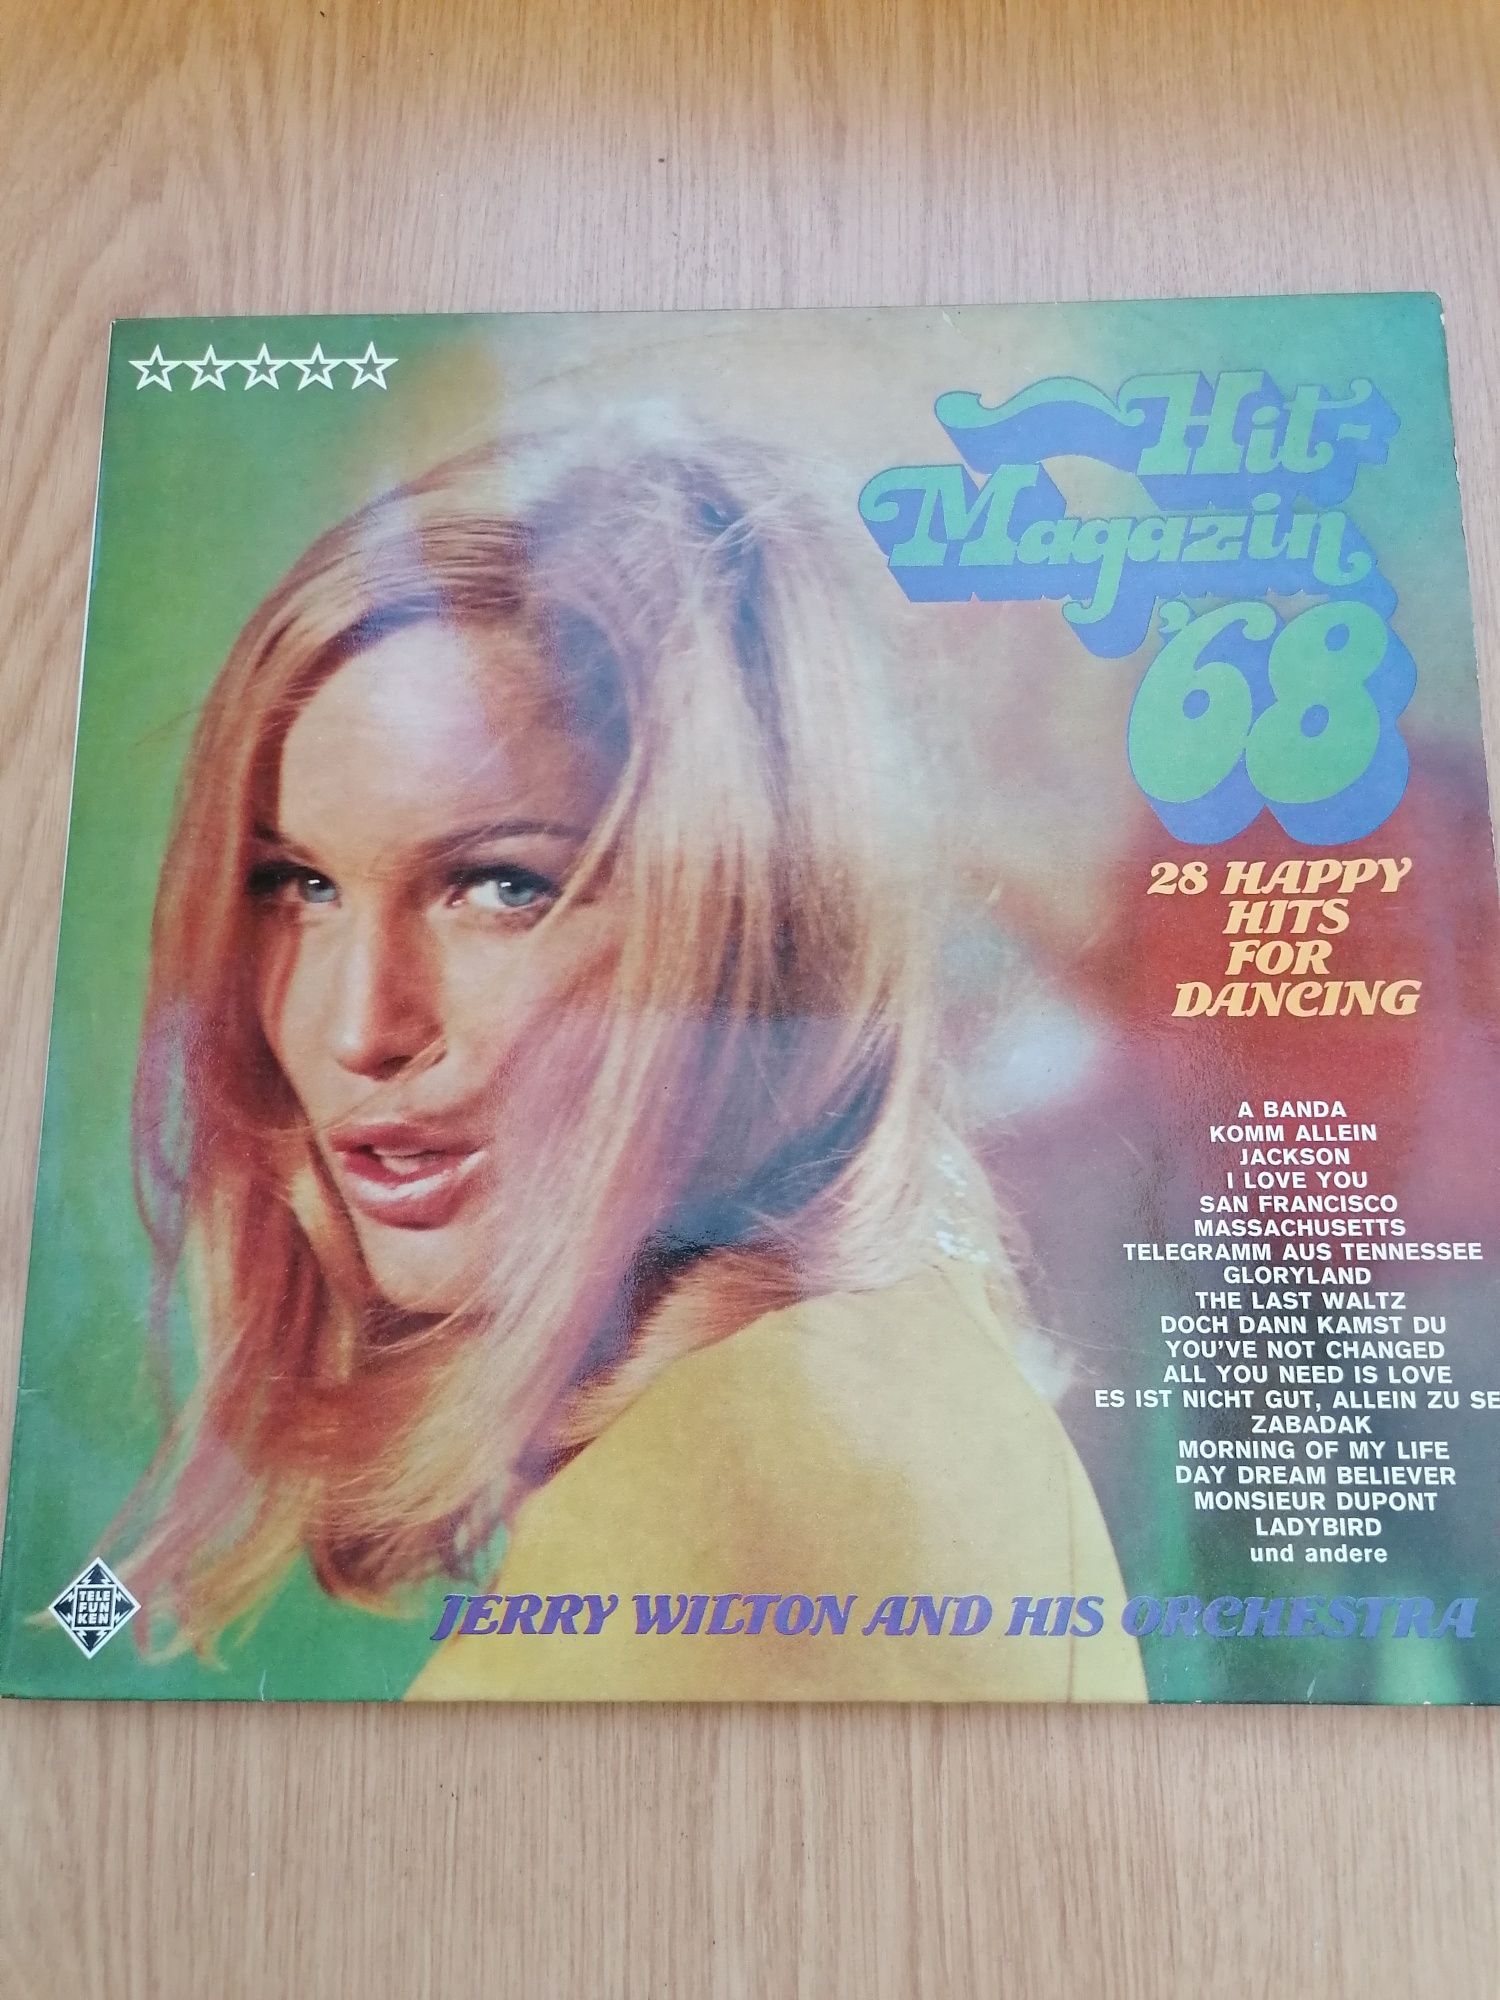 Hit-
Magazin
'68
28 HAPPY
HITS
FOR
DANCING
A BANDA
KOMM ALLEIN
JACKSON
I LOVE YOU
SAN FRANCISCO
MASSACHUSETTS
TELEGRAMM AUS TENNESSEE
GLORYLAND
THE LAST WALTZ
DOCH DANN KAMST DU
YOU'VE NOT CHANGED
ALL YOU NEED IS LOVE
ES IST NICHT GUT, ALLEIN ZU SE
ZABADAK
MORNING OF MY LIFE
DAY DREAM BELIEVER
MONSIEUR DUPONT
LADYBIRD
und andere
TELE
FUN
KEN
JERRY WILTON AND HIS ORCHESTRA